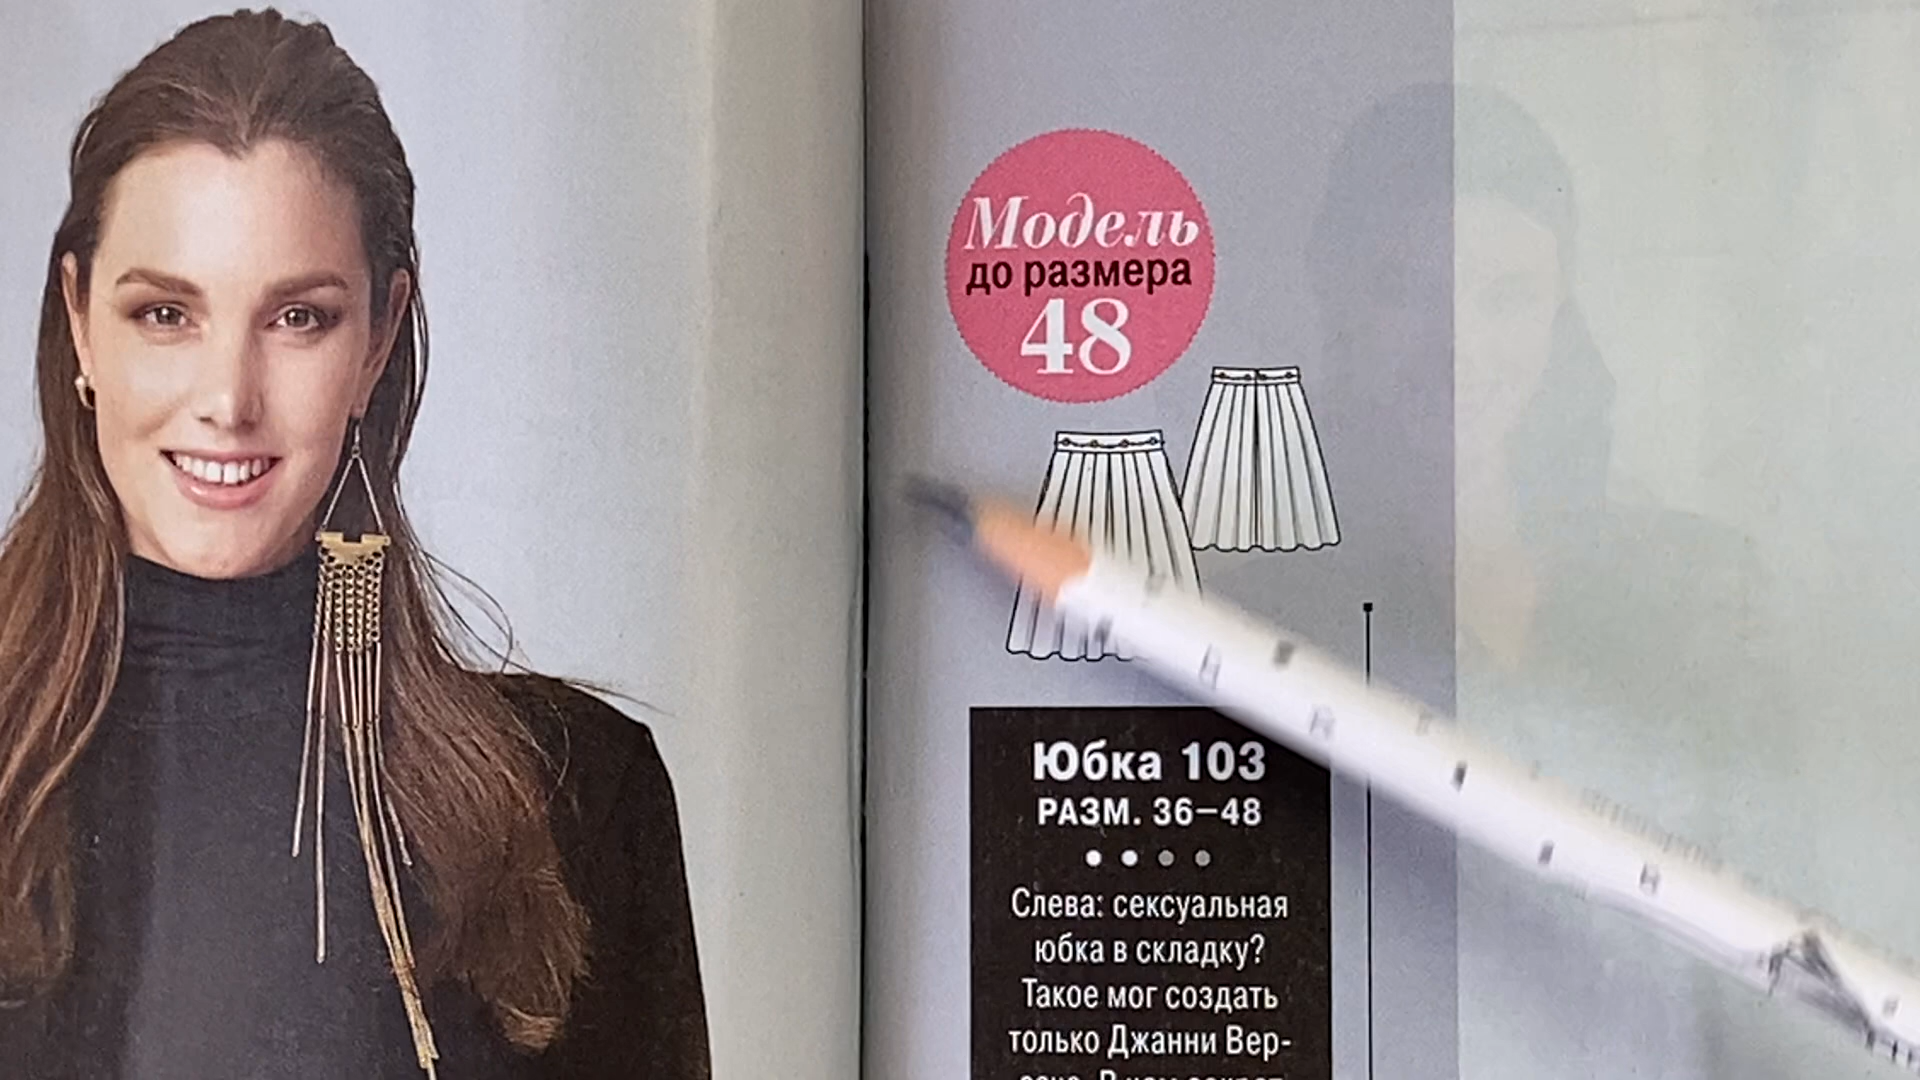 Модель
до размера
48
Юбка 103
РАЗМ. 36–48
Слева: сексуальная
юбка в складку?
Такое мог создать
только Джанни Вер-